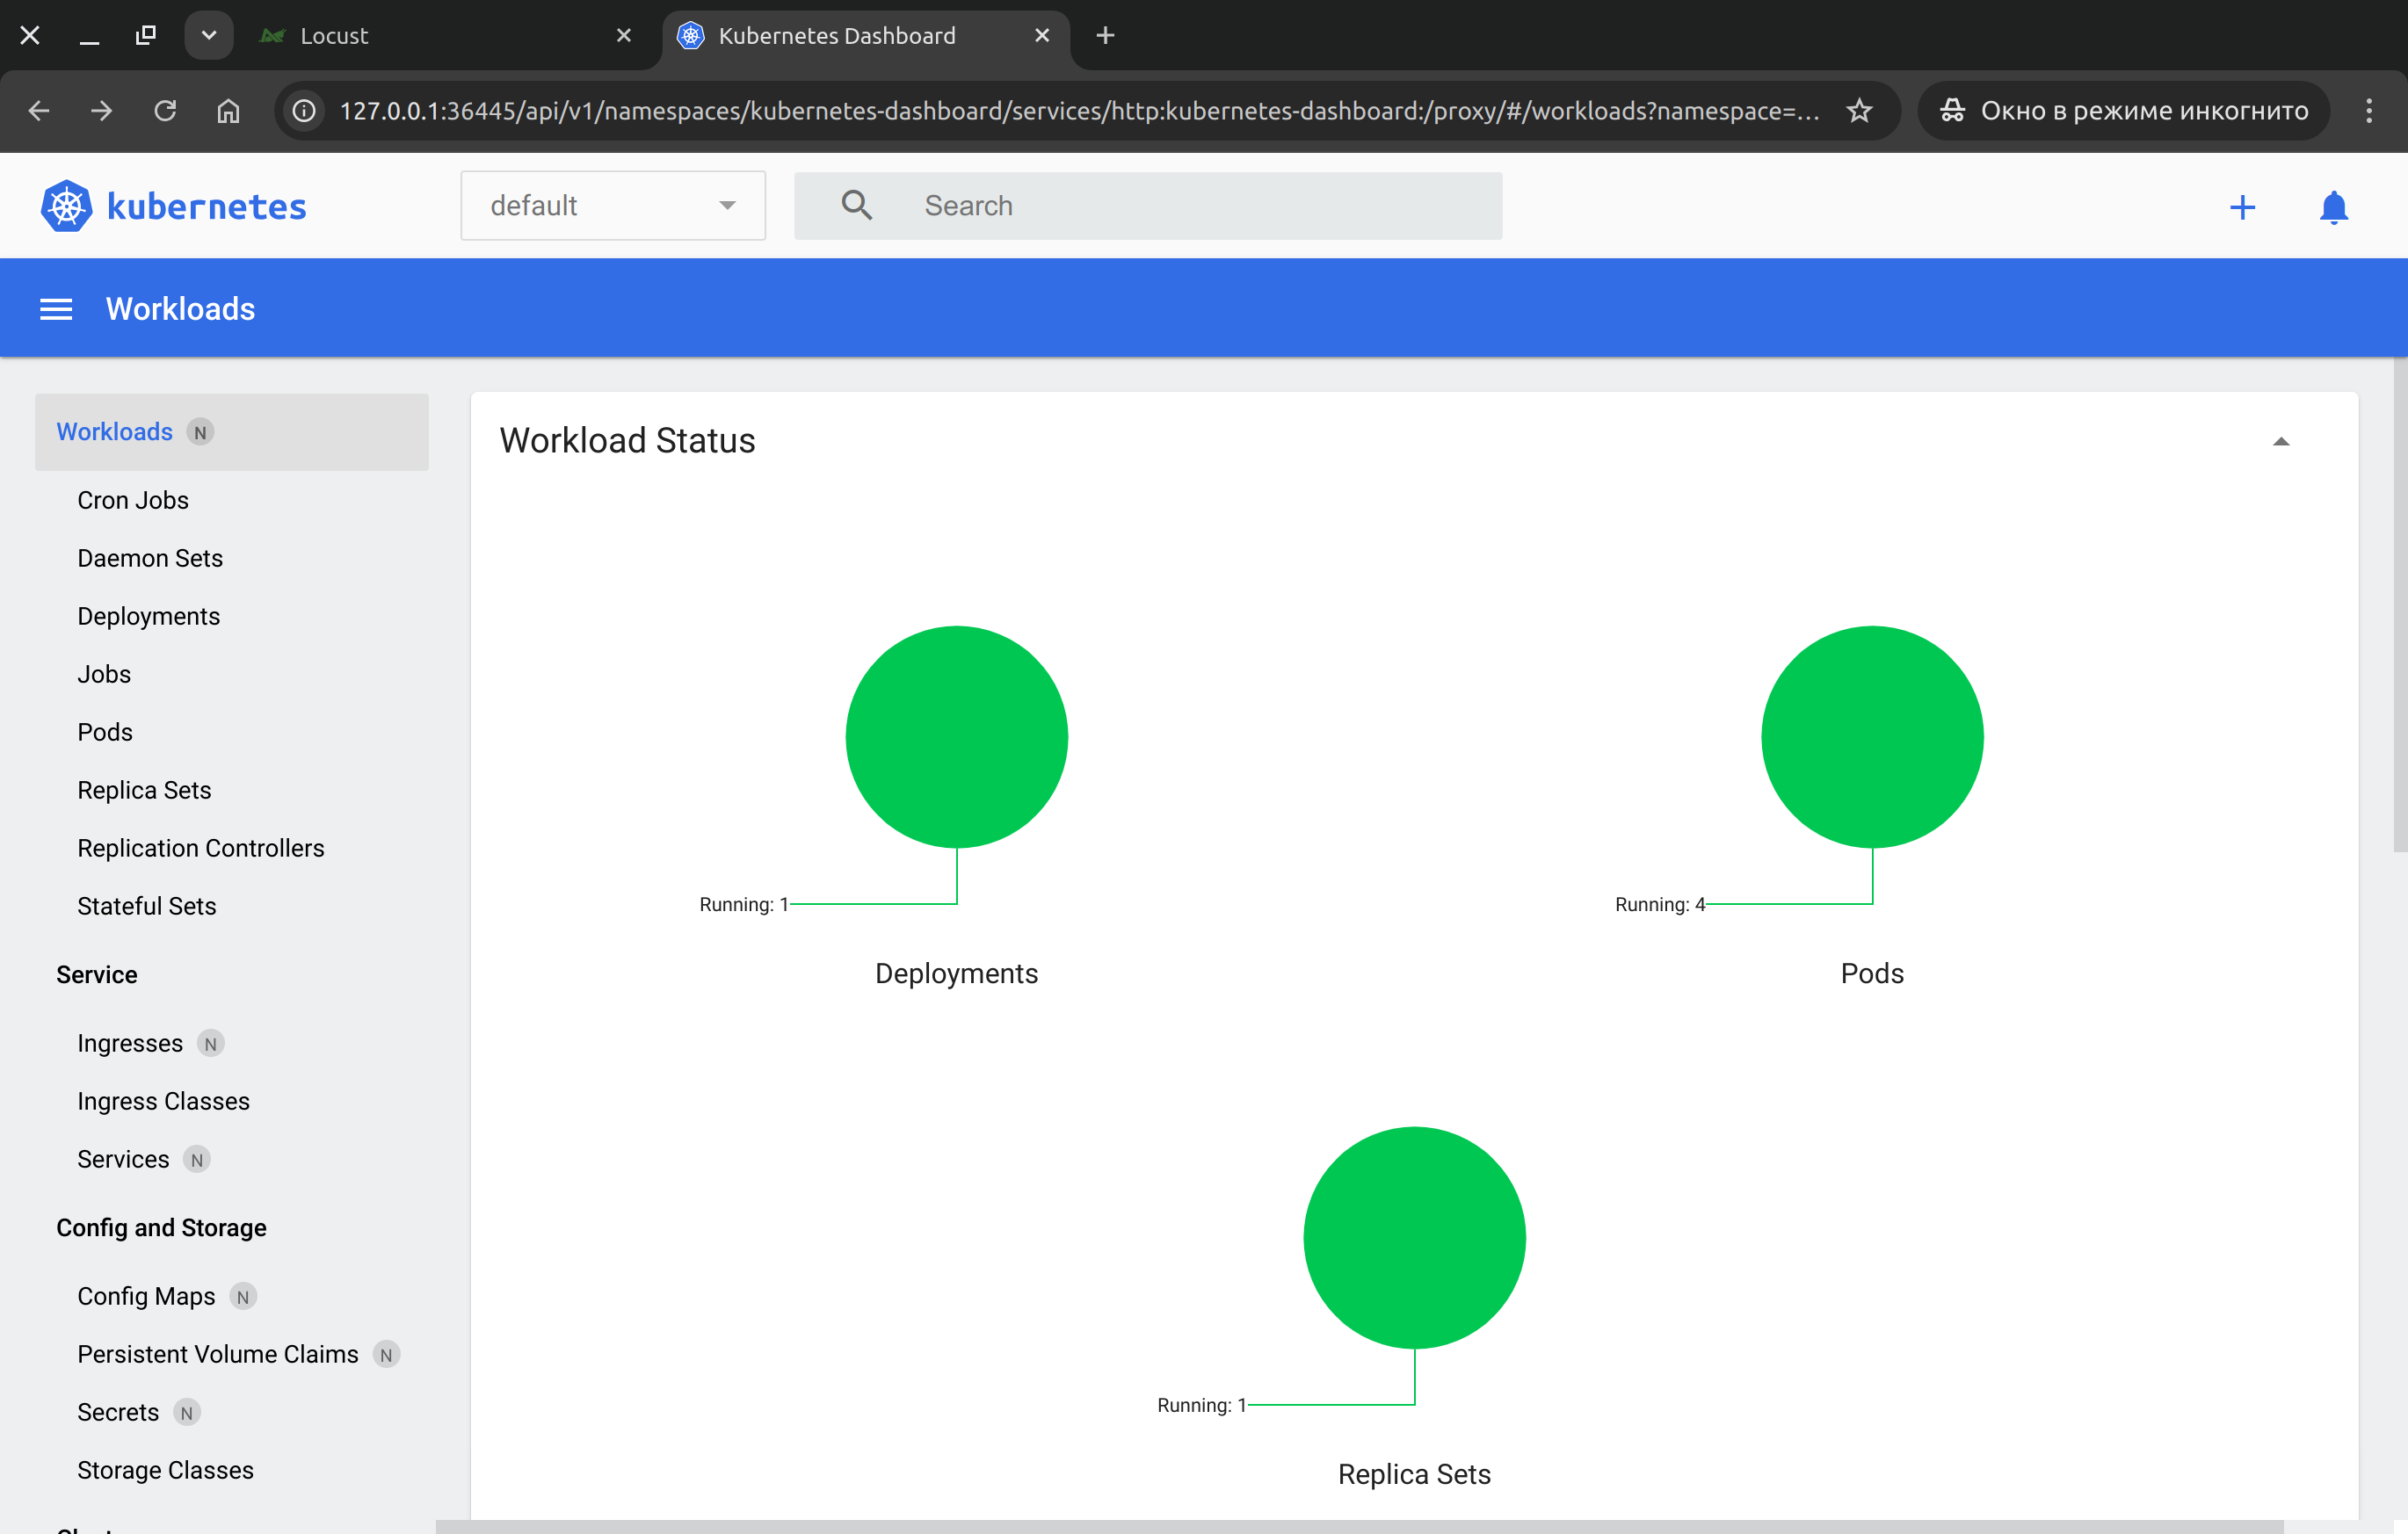 Locust
Kubernetes Dashboard
127.0.0.1:36445/api/v1/namespaces/kubernetes-dashboard/services/http:kubernetes-dashboard:/proxy/#/workloads?namespace=...
Окно в режиме инкогнито
kubernetes
default
Search
Workloads
Workloads N
Cron Jobs
Daemon Sets
Deployments
Jobs
Pods
Replica Sets
Replication Controllers
Stateful Sets
Service
Ingresses N
Ingress Classes
Services N
Config and Storage
Config Maps N
Persistent Volume Claims N
Secrets N
Storage Classes
Workload Status
Running: 1
Deployments
Running: 4
Pods
Running: 1
Replica Sets